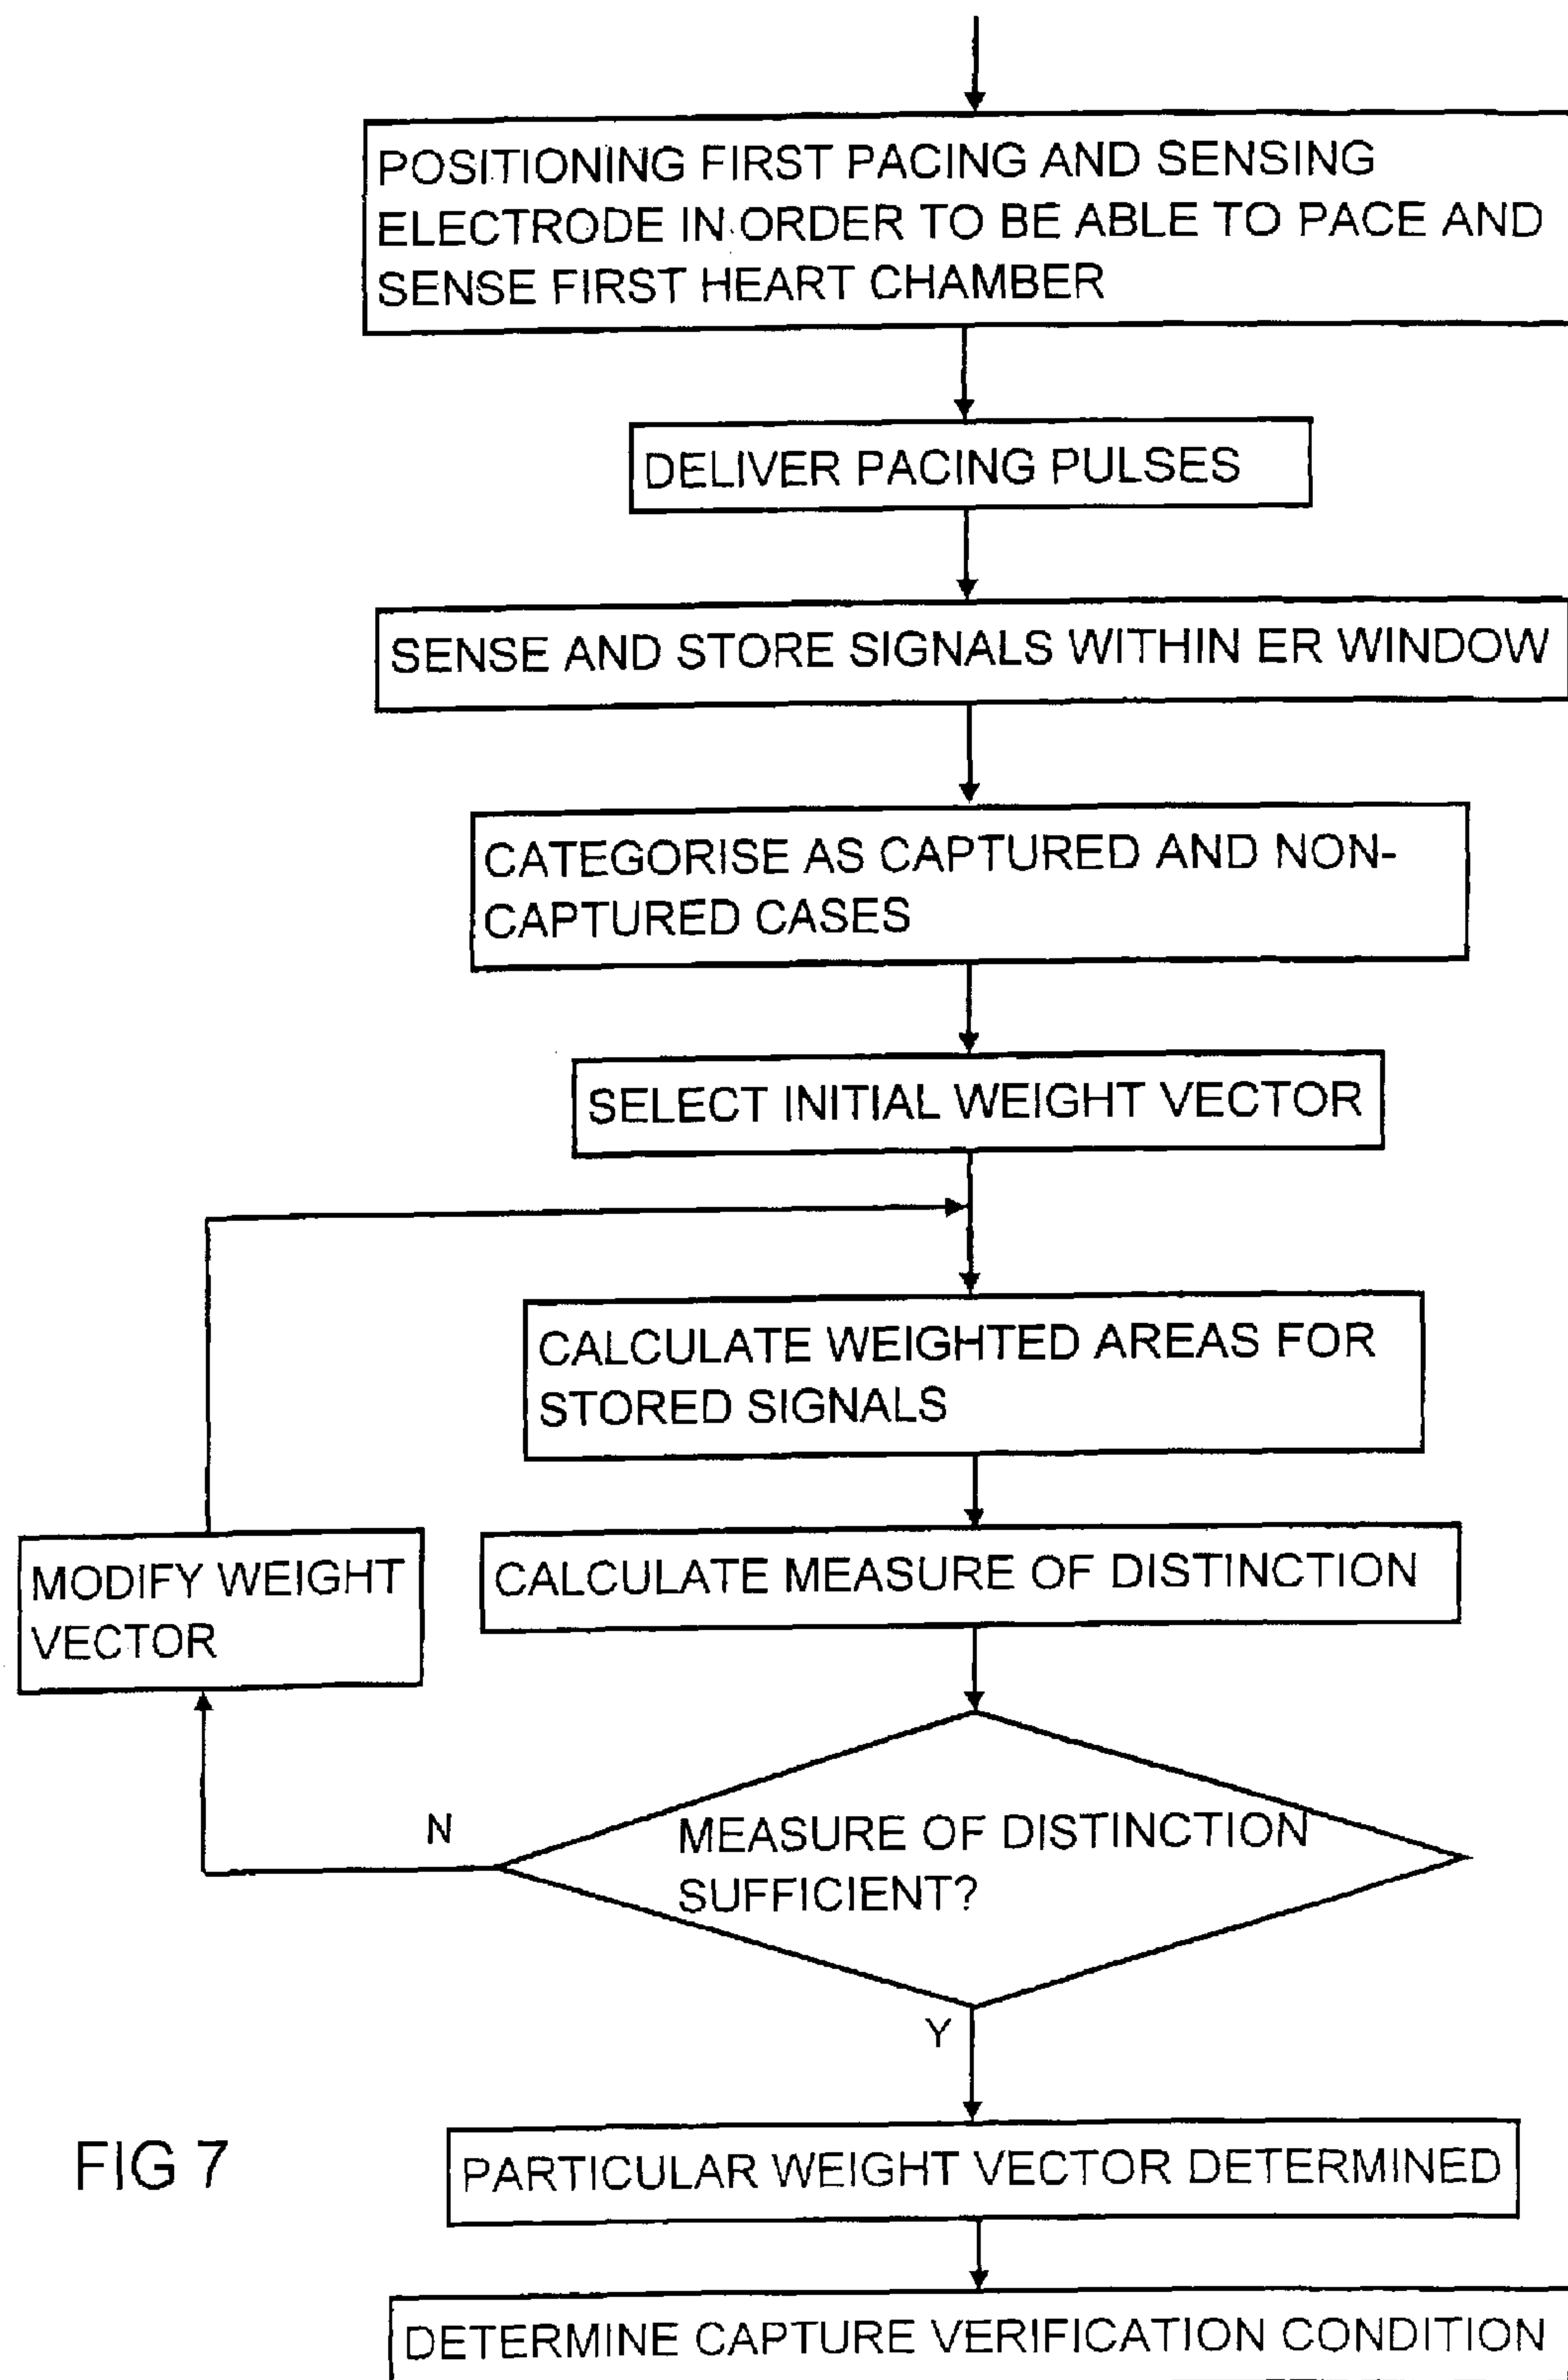 POSITIONING FIRST PACING AND SENSING
ELECTRODE IN ORDER TO BE ABLE TO PACE AND
SENSE FIRST HEART CHAMBER
DELIVER PACING PULSES
SENSE AND STORE SIGNALS WITHIN ER WINDOW
CATEGORISE AS CAPTURED AND NON-
CAPTURED CASES
SELECT INITIAL WEIGHT VECTOR
CALCULATE WEIGHTED AREAS FOR
STORED SIGNALS
MODIFY WEIGHT
VECTOR
CALCULATE MEASURE OF DISTINCTION
N
MEASURE OF DISTINCTION
SUFFICIENT?
Y
FIG 7
PARTICULAR WEIGHT VECTOR DETERMINED
DETERMINE CAPTURE VERIFICATION CONDITION